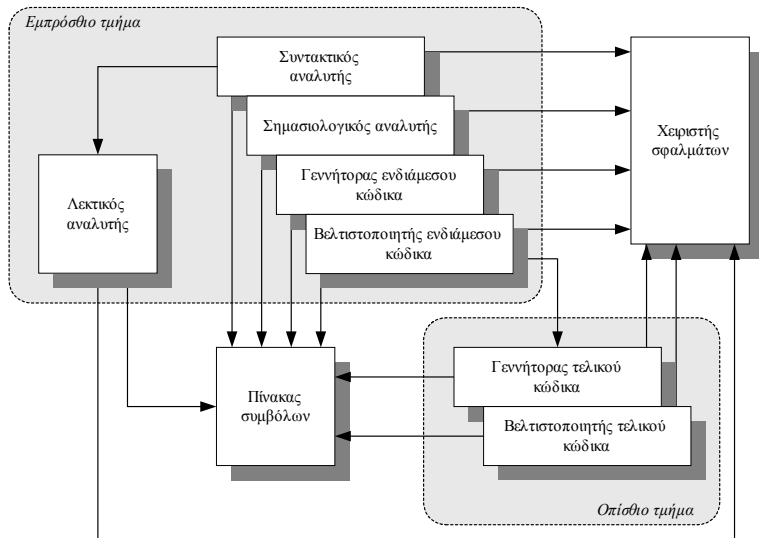 Εμπρόσθιο τμήμα
Συντακτικός
αναλυτής
Σημασιολογικός αναλυτής
Γεννήτορας ενδιάμεσου
κώδικα
Βελτιστοποιητής ενδιάμεσου
κώδικα
Λεκτικός
αναλυτής
Χειριστής
σφαλμάτων
Πίνακας
συμβόλων
Γεννήτορας τελικού
κώδικα
Βελτιστοποιητής τελικού
κώδικα
Οπίσθιο τμήμα